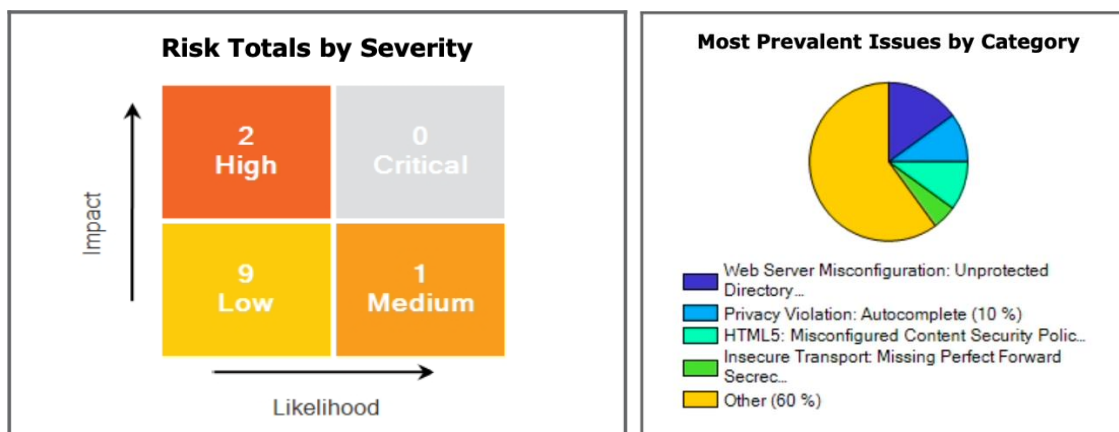 Risk Totals by Severity
Impact
2
High
0
Critical
9
Low
1
Medium
Likelihood
Most Prevalent Issues by Category
Web Server Misconfiguration: Unprotected
Directory...
Privacy Violation: Autocomplete (10 %)
HTML5: Misconfigured Content Security Polic...
Insecure Transport: Missing Perfect Forward
Secrec...
Other (60 %)